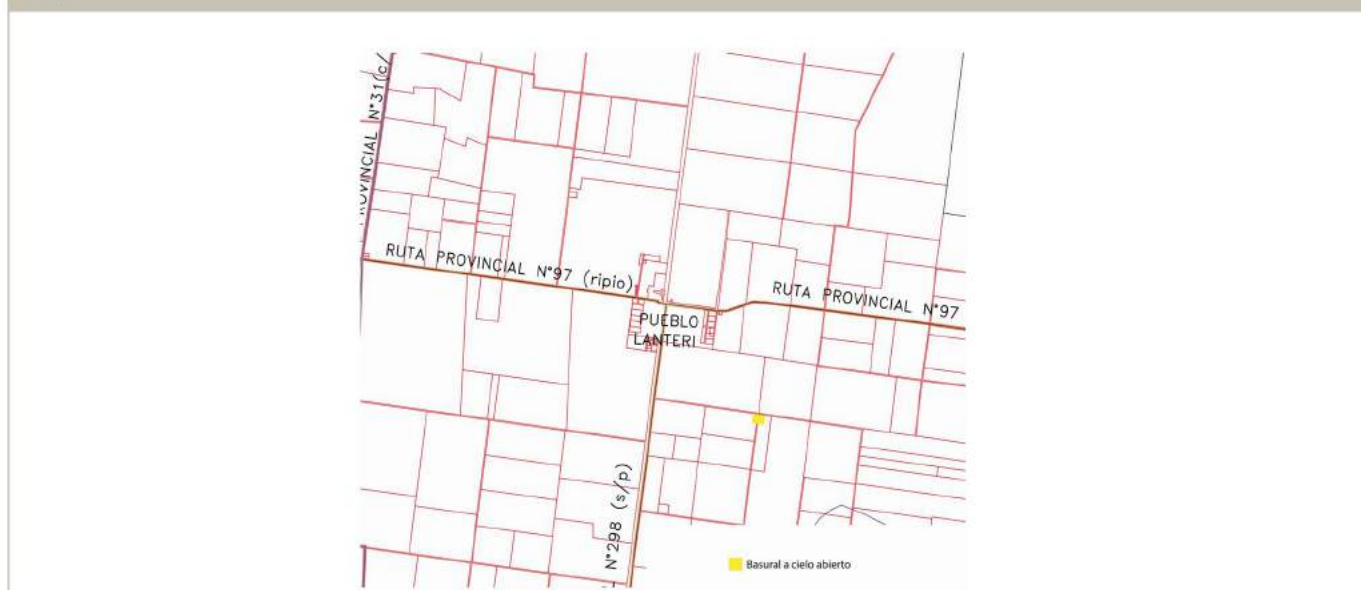 PROVINCIAL N°31(c/
RUTA PROVINCIAL N°97 (ripio)
RUTA PROVINCIAL N°97
PUEBLO
LANTERI
N°298 (s/p)
Basural a cielo abierto